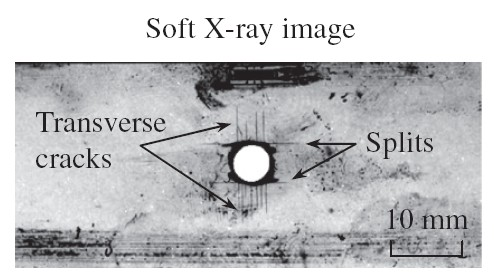 Soft X-ray image
Transverse
cracks
Splits
10 mm